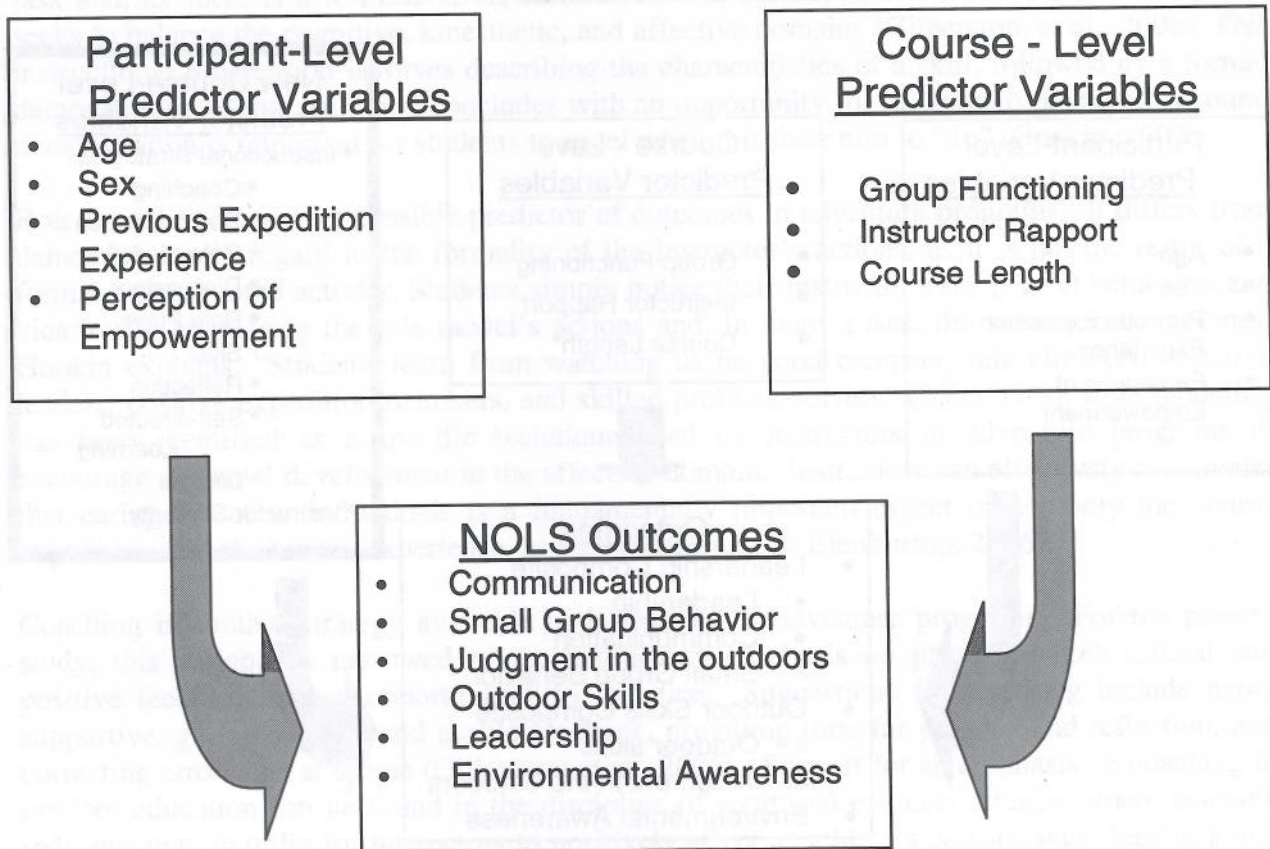 Participant-Level
Predictor Variables
• Age
• Sex
• Previous Expedition
Experience
• Perception of
Empowerment
Course - Level
Predictor Variables
• Group Functioning
• Instructor Rapport
• Course Length
NOLS Outcomes
• Communication
• Small Group Behavior
• Judgment in the outdoors
• Outdoor Skills
• Leadership
• Environmental Awareness